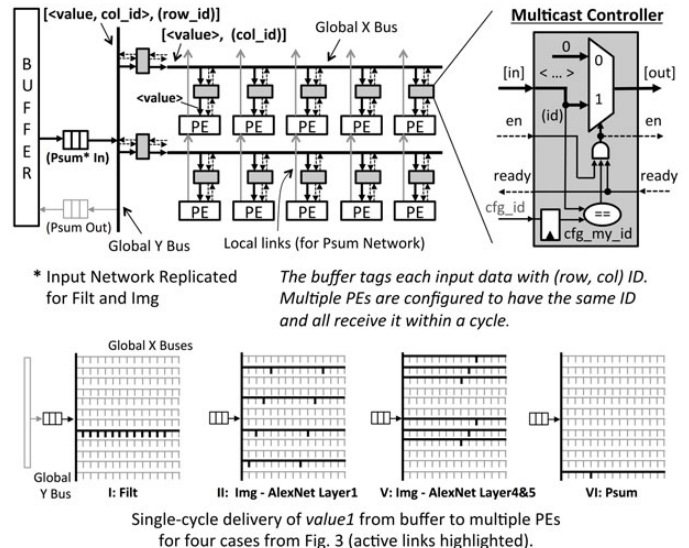 [<value, col_id>, (row_id)]
[<value>, (col_id)]
Global X Bus
Multicast Controller
BUFFER
<value>
PE PE PE PE PE
(Psum* In)
PE PE PE PE PE
(Psum Out)
Global Y Bus
Local links (for Psum Network)
0
0
[in]
< ... >
[out]
1
(id)
en
en
ready
ready
cfg_id
==
cfg_my_id
* Input Network Replicated
for Filt and Img
The buffer tags each input data with (row, col) ID.
Multiple PEs are configured to have the same ID
and all receive it within a cycle.
Global X Buses
Global
Y Bus
I: Filt
II: Img - AlexNet Layer1
V: Img - AlexNet Layer4&5
VI: Psum
Single-cycle delivery of value1 from buffer to multiple PEs
for four cases from Fig. 3 (active links highlighted).